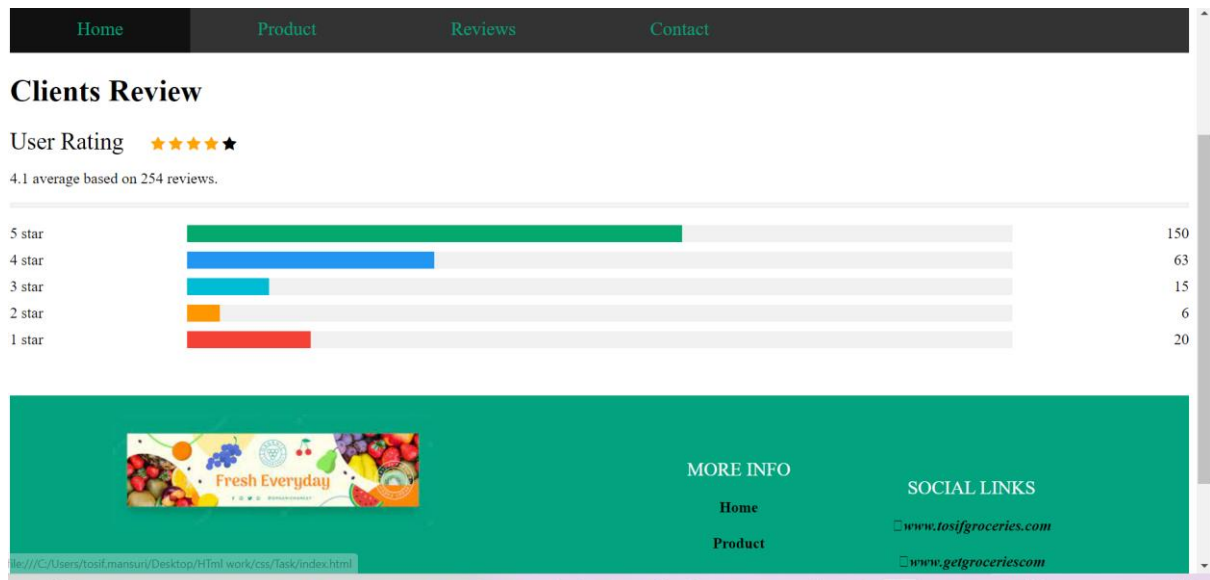 Home Product Reviews Contact
Clients Review
User Rating
4.1 average based on 254 reviews.
5 star 150
4 star 63
3 star 15
2 star 6
1 star 20
Fresh Everyday
MORE INFO
Home
Product
SOCIAL LINKS
www.tosifgroceries.com
www.getgroceriescom
file:///C:/Users/tosif.mansuri/Desktop/HTml work/css/Task/index.html